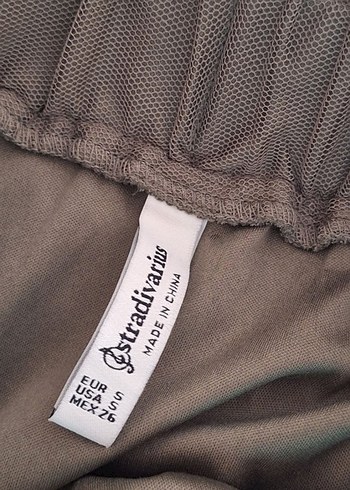 stradivarius
MADE IN CHINA
EUR S
USA S
MEX 26